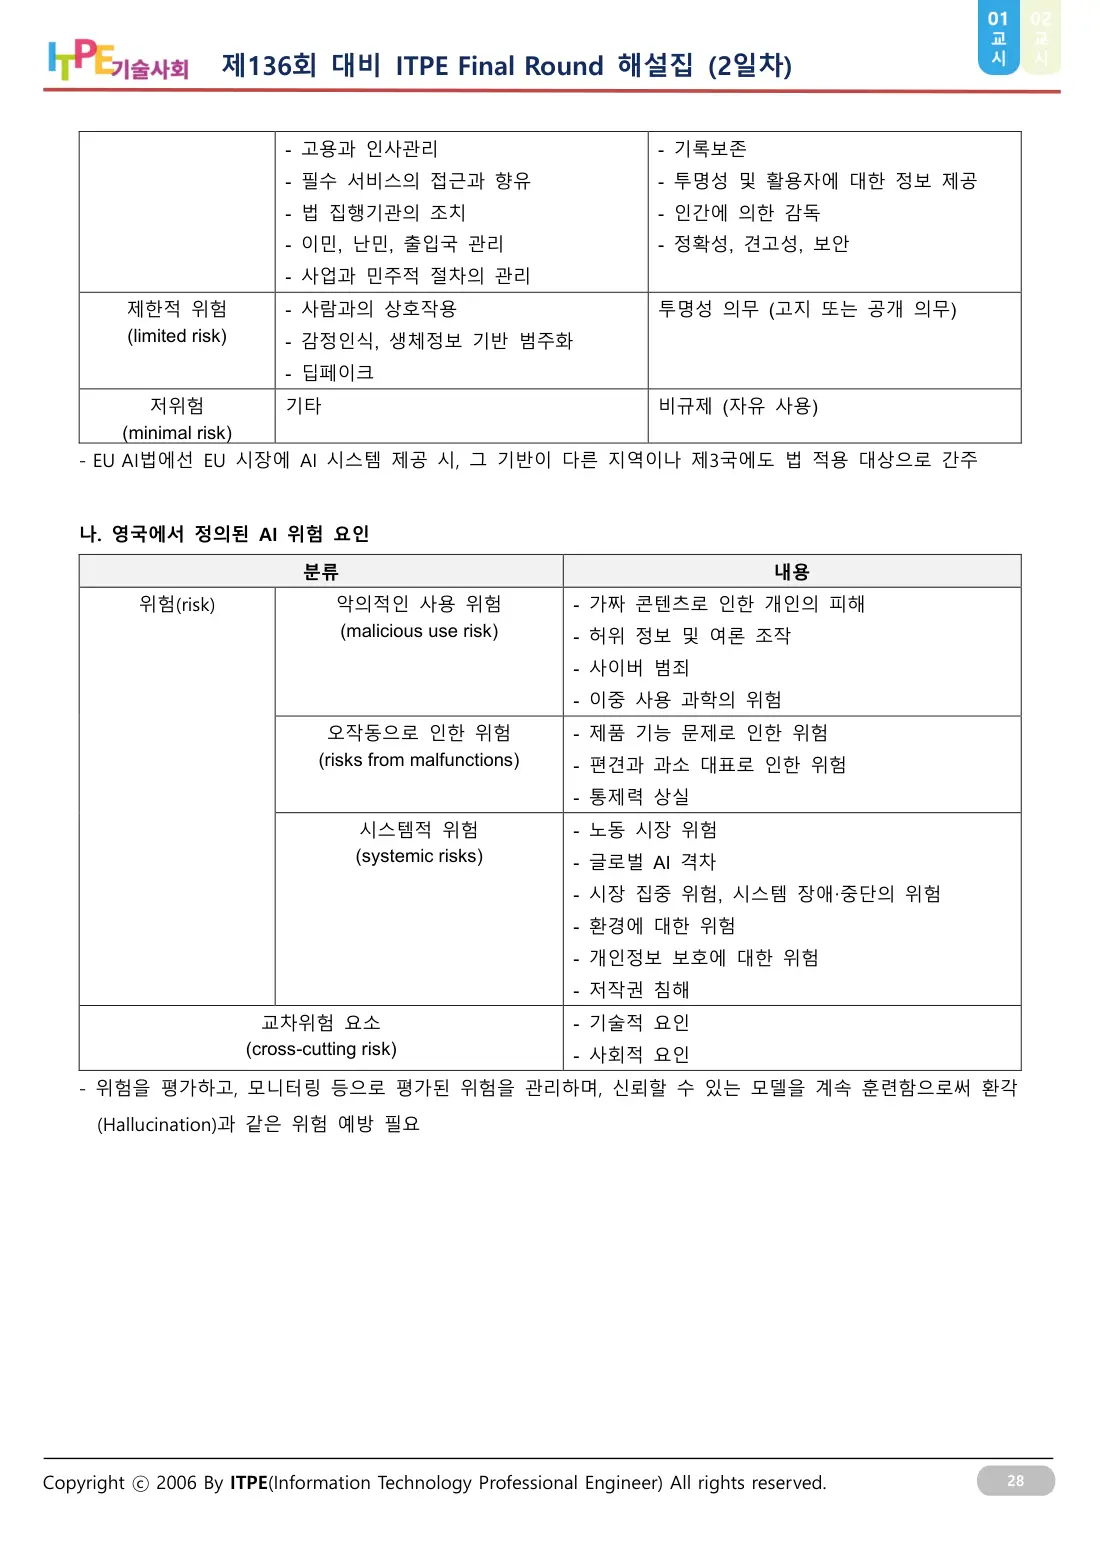 ITPE기술사회 제136회 대비 ITPE Final Round 해설집 (2일차)
01 교 시
02 교 시
- 고용과 인사관리
- 필수 서비스의 접근과 향유
- 법 집행기관의 조치
- 이민, 난민, 출입국 관리
- 사업과 민주적 절차의 관리
- 기록보존
- 투명성 및 활용자에 대한 정보 제공
- 인간에 의한 감독
- 정확성, 견고성, 보안
제한적 위험
(limited risk)
- 사람과의 상호작용
- 감정인식, 생체정보 기반 범주화
- 딥페이크
투명성 의무 (고지 또는 공개 의무)
저위험
(minimal risk)
기타
비규제 (자유 사용)
- EU AI법에선 EU 시장에 AI 시스템 제공 시, 그 기반이 다른 지역이나 제3국에도 법 적용 대상으로 간주
나. 영국에서 정의된 AI 위험 요인
분류
내용
위험(risk)
악의적인 사용 위험
(malicious use risk)
- 가짜 콘텐츠로 인한 개인의 피해
- 허위 정보 및 여론 조작
- 사이버 범죄
- 이중 사용 과학의 위험
오작동으로 인한 위험
(risks from malfunctions)
- 제품 기능 문제로 인한 위험
- 편견과 과소 대표로 인한 위험
- 통제력 상실
시스템적 위험
(systemic risks)
- 노동 시장 위험
- 글로벌 AI 격차
- 시장 집중 위험, 시스템 장애·중단의 위험
- 환경에 대한 위험
- 개인정보 보호에 대한 위험
- 저작권 침해
교차위험 요소
(cross-cutting risk)
- 기술적 요인
- 사회적 요인
- 위험을 평가하고, 모니터링 등으로 평가된 위험을 관리하며, 신뢰할 수 있는 모델을 계속 훈련함으로써 환각
(Hallucination)과 같은 위험 예방 필요
Copyright ⓒ 2006 By ITPE(Information Technology Professional Engineer) All rights reserved.
28